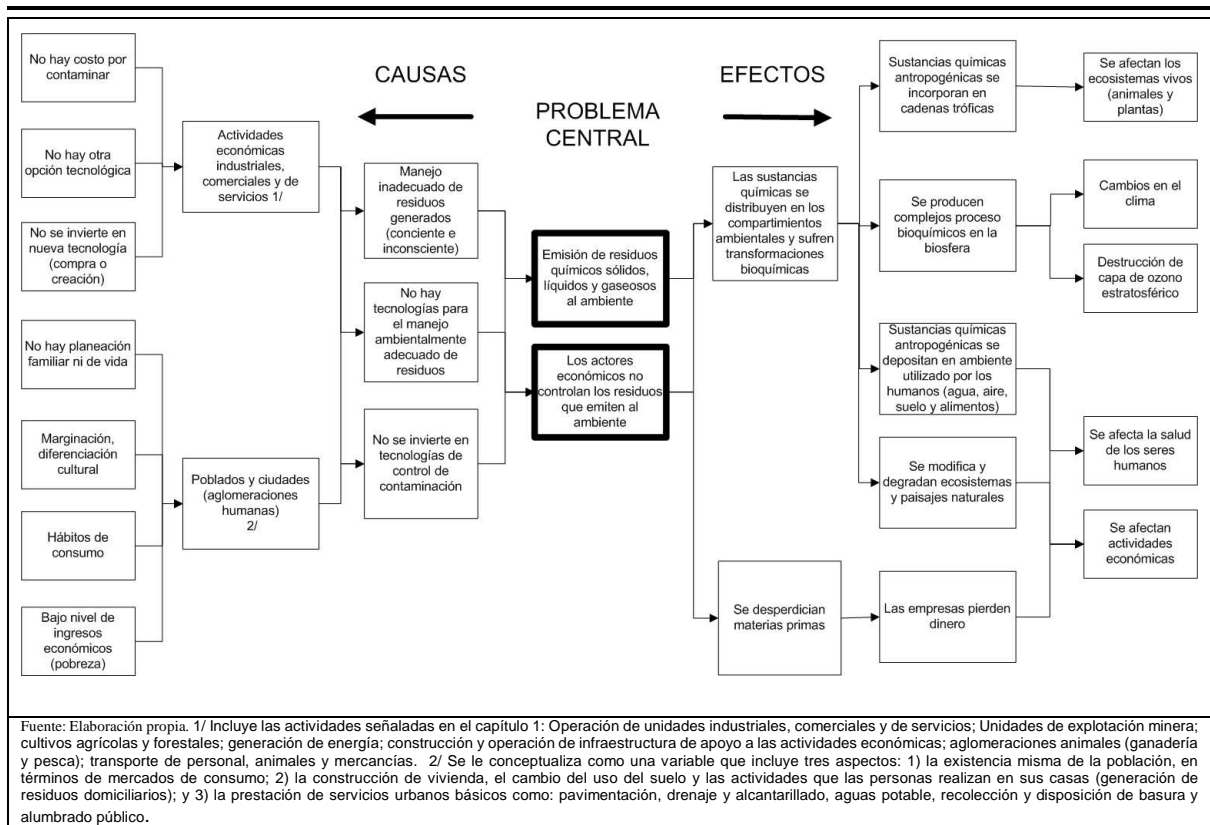 CAUSAS
EFECTOS
PROBLEMA
CENTRAL
No hay costo por
contaminar
No hay otra
opción tecnológica
No se invierte en
nueva tecnología
(compra o
creación)
No hay planeación
familiar ni de vida
Marginación,
diferenciación
cultural
Hábitos de
consumo
Bajo nivel de
ingresos
económicos
(pobreza)
Actividades
económicas
industriales,
comerciales y de
servicios 1/
Poblados y ciudades
(aglomeraciones
humanas)
2/
Manejo
inadecuado de
residuos
generados
(conciente e
inconsciente)
No hay
tecnologías para
el manejo
ambientalmente
adecuado de
residuos
No se invierte en
tecnologías de
control de
contaminación
Emisión de residuos
químicos sólidos,
líquidos y gaseosos
al ambiente
Los actores
económicos no
controlan los residuos
que emiten al
ambiente
Las sustancias
químicas se
distribuyen en los
compartimientos
ambientales y sufren
transformaciones
bioquímicas
Se desperdician
materias primas
Sustancias químicas
antropogénicas se
incorporan en
cadenas tróficas
Se producen
complejos proceso
bioquímicos en la
biosfera
Sustancias químicas
antropogénicas se
depositan en ambiente
utilizado por los
humanos (agua, aire,
suelo y alimentos)
Se modifica y
degradan ecosistemas
y paisajes naturales
Las empresas pierden
dinero
Se afectan los
ecosistemas vivos
(animales y
plantas)
Cambios en el
clima
Destrucción de
capa de ozono
estratosférico
Se afecta la salud
de los seres
humanos
Se afectan
actividades
económicas
Fuente: Elaboración propia. 1/ Incluye las actividades señaladas en el capítulo 1: Operación de unidades industriales, comerciales y de servicios; Unidades de explotación minera;
cultivos agrícolas y forestales; generación de energía; construcción y operación de infraestructura de apoyo a las actividades económicas; aglomeraciones animales (ganadería
y pesca); transporte de personal, animales y mercancías. 2/ Se le conceptualiza como una variable que incluye tres aspectos: 1) la existencia misma de la población, en
términos de mercados de consumo; 2) la construcción de vivienda, el cambio del uso del suelo y las actividades que las personas realizan en sus casas (generación de
residuos domiciliarios); y 3) la prestación de servicios urbanos básicos como: pavimentación, drenaje y alcantarillado, aguas potable, recolección y disposición de basura y
alumbrado público.